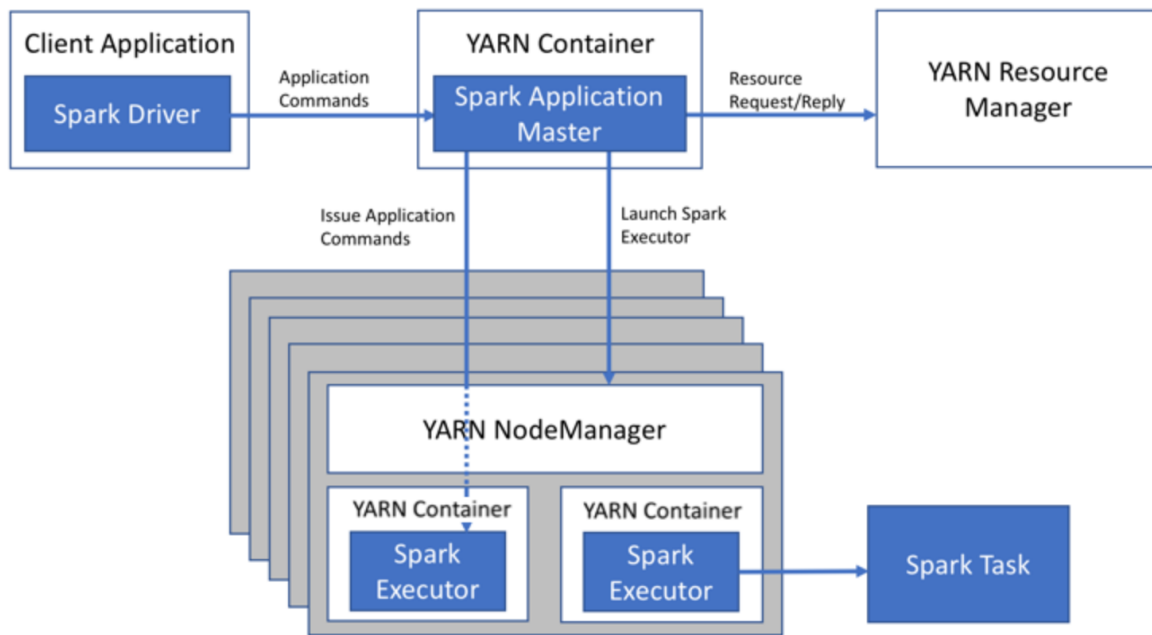 Client Application
Spark Driver
Application
Commands
YARN Container
Spark Application
Master
Resource
Request/Reply
YARN Resource
Manager
Issue Application
Commands
Launch Spark
Executor
YARN NodeManager
YARN Container
Spark
Executor
YARN Container
Spark
Executor
Spark Task